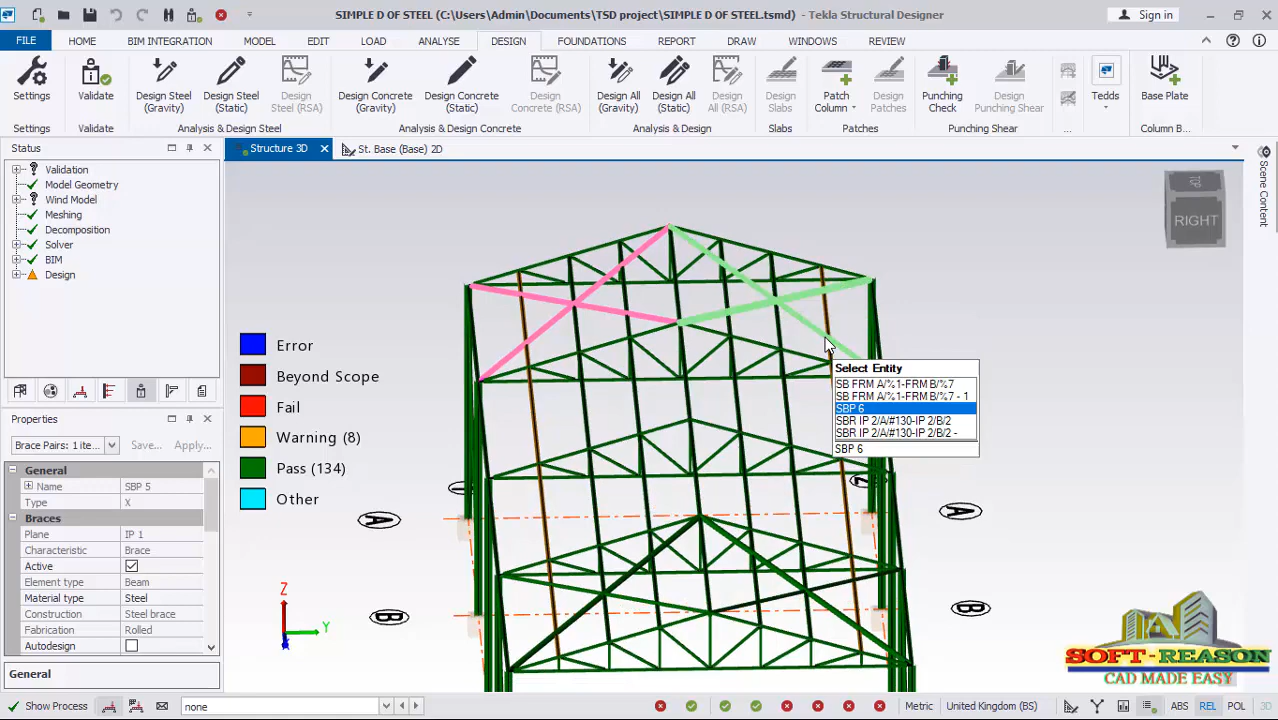 SIMPLE D OF STEEL (C:\Users\Admin\Documents\TSD project\SIMPLE D OF STEEL.tsmd) - Tekla Structural Designer
Sign in
FILE HOME BIM INTEGRATION MODEL EDIT LOAD ANALYSE DESIGN FOUNDATIONS REPORT DRAW WINDOWS REVIEW
Settings
Validate
Design Steel (Gravity)
Design Steel (Static)
Design Steel (RSA)
Design Concrete (Gravity)
Design Concrete (Static)
Design Concrete (RSA)
Design All (Gravity)
Design All (Static)
Design All (RSA)
Design Slabs
Patch Column
Design Patches
Punching Check
Design Punching Shear
Tedds
Base Plate
Settings Validate Analysis & Design Steel Analysis & Design Concrete Analysis & Design Slabs Patches Punching Shear ... Column B...
Status
Structure 3D
St. Base (Base) 2D
Scene Content
Validation
Model Geometry
Wind Model
Meshing
Decomposition
Solver
BIM
Design
RIGHT
Error
Beyond Scope
Fail
Warning (8)
Pass (134)
Other
Select Entity
SB FRM A/%1-FRM B/%7
SB FRM A/%1-FRM B/%7 - 1
SBP 6
SBR IP 2/A/#130-IP 2/B/2
SBR IP 2/A/#130-IP 2/B/2 -
SBP 6
1
2
A
A
B
B
Z
Y
Properties
Brace Pairs: 1 ite...
Save...
General
Name SBP 5
Type X
Braces
Plane IP 1
Characteristic Brace
Active
Element type Beam
Material type Steel
Construction Steel brace
Fabrication Rolled
Autodesign
General
SOFT-REASON
CAD MADE EASY
Show Process
none
Metric
United Kingdom (BS)
ABS REL POL 3D